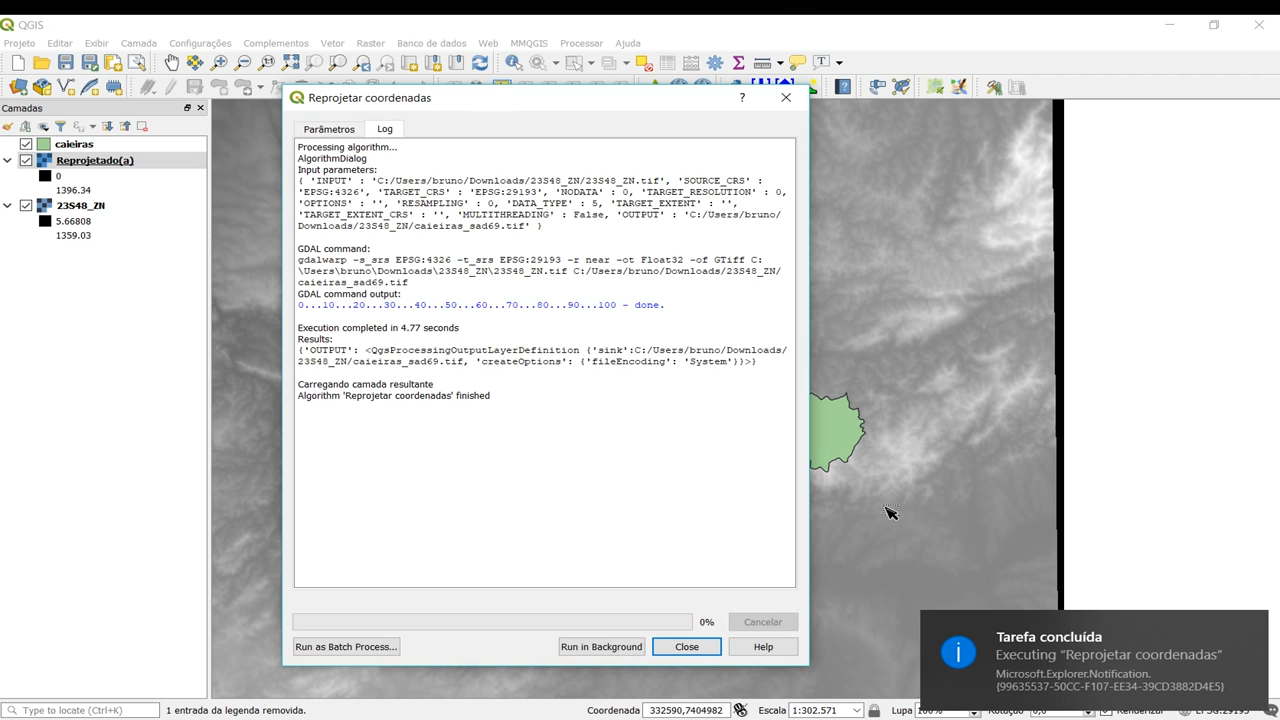 QGIS
Projeto Editar Exibir Camada Configurações Complementos Vetor Raster Banco de dados Web MMQGIS Processar Ajuda
Camadas
caieiras
Reprojetado(a)
0
1396.34
23S48_ZN
5.66808
1359.03
Reprojetar coordenadas
?
Parâmetros Log
Processing algorithm...
AlgorithmDialog
Input parameters:
{ 'INPUT' : 'C:/Users/bruno/Downloads/23S48_ZN/23S48_ZN.tif', 'SOURCE_CRS' :
'EPSG:4326', 'TARGET_CRS' : 'EPSG:29193', 'NODATA' : 0, 'TARGET_RESOLUTION' : 0,
'OPTIONS' : '', 'RESAMPLING' : 0, 'DATA_TYPE' : 5, 'TARGET_EXTENT' : '',
'TARGET_EXTENT_CRS' : '', 'MULTITHREADING' : False, 'OUTPUT' : 'C:/Users/bruno/
Downloads/23S48_ZN/caieiras_sad69.tif' }
GDAL command:
gdalwarp -s_srs EPSG:4326 -t_srs EPSG:29193 -r near -ot Float32 -of GTiff C:
\Users\bruno\Downloads\23S48_ZN\23S48_ZN.tif C:/Users/bruno/Downloads/23S48_ZN/
caieiras_sad69.tif
GDAL command output:
0...10...20...30...40...50...60...70...80...90...100 - done.
Execution completed in 4.77 seconds
Results:
{'OUTPUT': <QgsProcessingOutputLayerDefinition {'sink':C:/Users/bruno/Downloads/
23S48_ZN/caieiras_sad69.tif, 'createOptions': {'fileEncoding': 'System'}}>}
Carregando camada resultante
Algorithm 'Reprojetar coordenadas' finished
0% Cancelar
Run as Batch Process... Run in Background Close Help
Tarefa concluída
Executing “Reprojetar coordenadas”
Microsoft.Explorer.Notification.
{99635537-50CC-F107-EE34-39CD3882D4E5}
Type to locate (Ctrl+K) 1 entrada da legenda removida. Coordenada 332590,7404982 Escala 1:302.571 Lupa 100% Rotação 0,0 Renderizar EPSG:29193